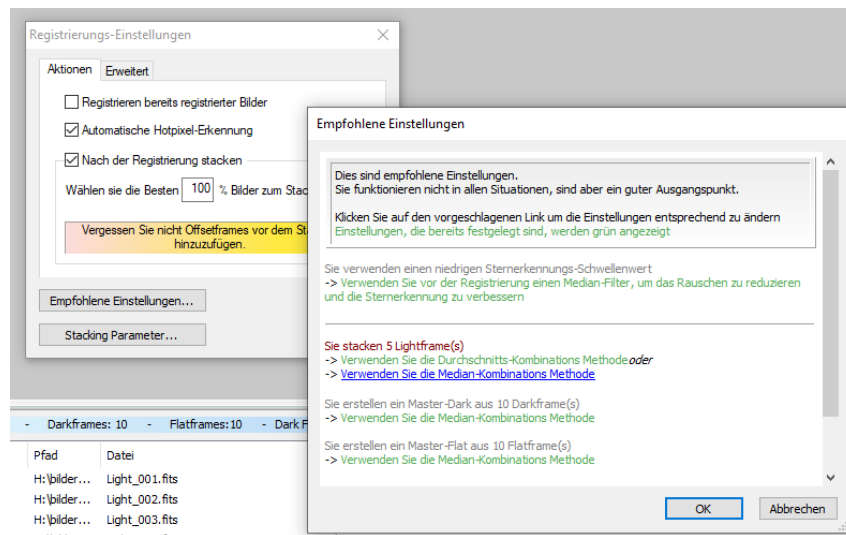 Registrierungs-Einstellungen
Aktionen Erweitert
Registrieren bereits registrierter Bilder
Automatische Hotpixel-Erkennung
Nach der Registrierung stacken
Wählen sie die Besten 100 % Bilder zum Stac
Vergessen Sie nicht Offsetframes vor dem St
hinzuzufügen.
Empfohlene Einstellungen...
Stacking Parameter...
- Darkframes: 10 - Flatframes:10 - Dark F
Pfad Datei
H:\bilder... Light_001.fits
H:\bilder... Light_002.fits
H:\bilder... Light_003.fits
Empfohlene Einstellungen
Dies sind empfohlene Einstellungen.
Sie funktionieren nicht in allen Situationen, sind aber ein guter Ausgangspunkt.
Klicken Sie auf den vorgeschlagenen Link um die Einstellungen entsprechend zu ändern
Einstellungen, die bereits festgelegt sind, werden grün angezeigt
Sie verwenden einen niedrigen Sternerkennungs-Schwellenwert
-> Verwenden Sie vor der Registrierung einen Median-Filter, um das Rauschen zu reduzieren
und die Sternerkennung zu verbessern
Sie stacken 5 Lightframe(s)
-> Verwenden Sie die Durchschnitts-Kombinations Methodeoder
-> Verwenden Sie die Median-Kombinations Methode
Sie erstellen ein Master-Dark aus 10 Darkframe(s)
-> Verwenden Sie die Median-Kombinations Methode
Sie erstellen ein Master-Flat aus 10 Flatframe(s)
-> Verwenden Sie die Median-Kombinations Methode
OK Abbrechen